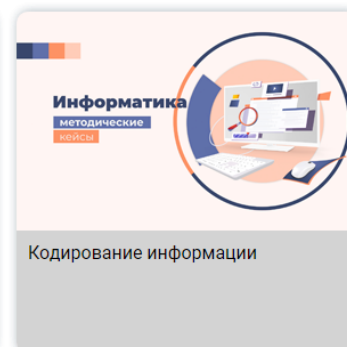 Информатика
методические
кейсы
Кодирование информации